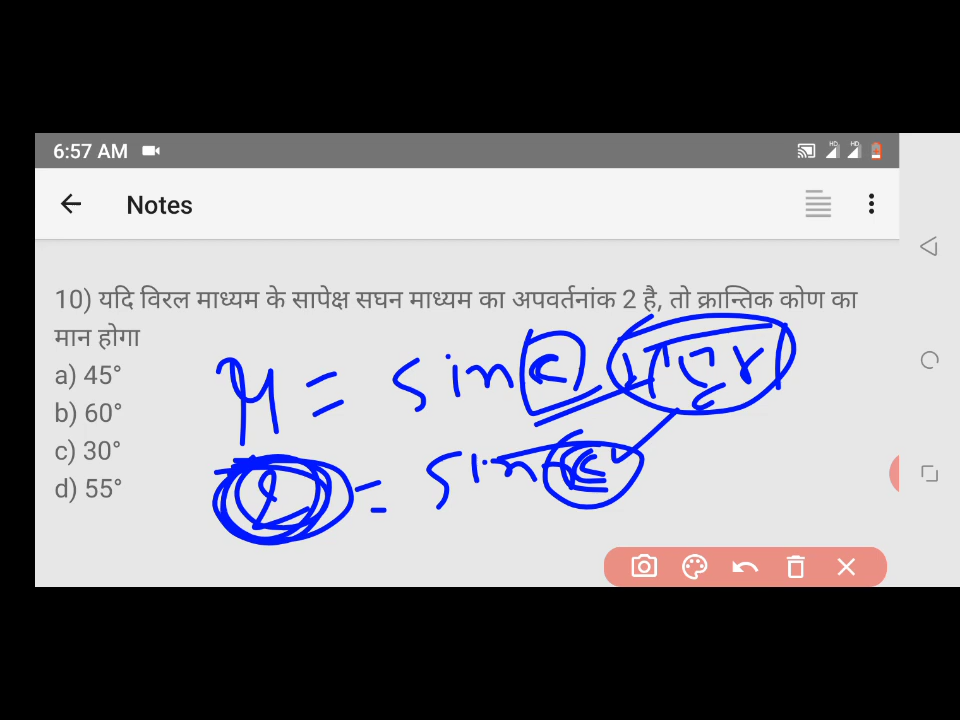 6:57 AM
Notes
10) यदि विरल माध्यम के सापेक्ष सघन माध्यम का अपवर्तनांक 2 है, तो क्रान्तिक कोण का
मान होगा
a) 45°
b) 60°
c) 30°
d) 55°
μ = sin c
2 = sin c